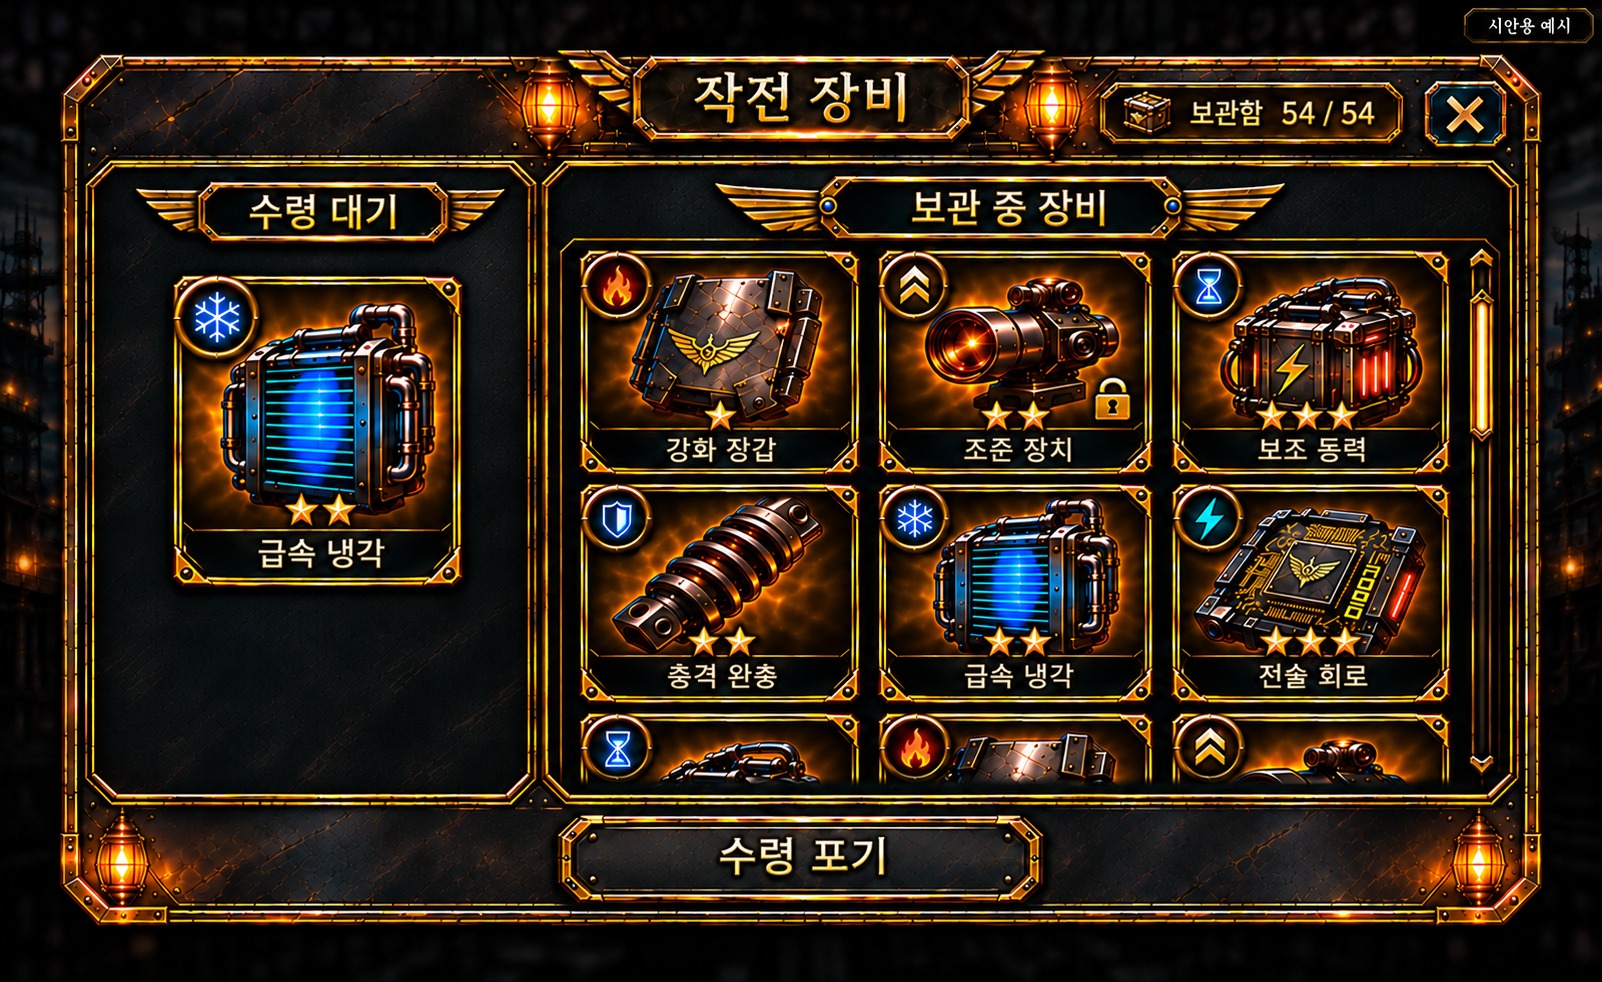 시안용 예시
작전 장비
보관함 54 / 54
수령 대기
보관 중 장비
급속 냉각
강화 장갑
조준 장치
보조 동력
충격 완충
급속 냉각
전술 회로
수령 포기